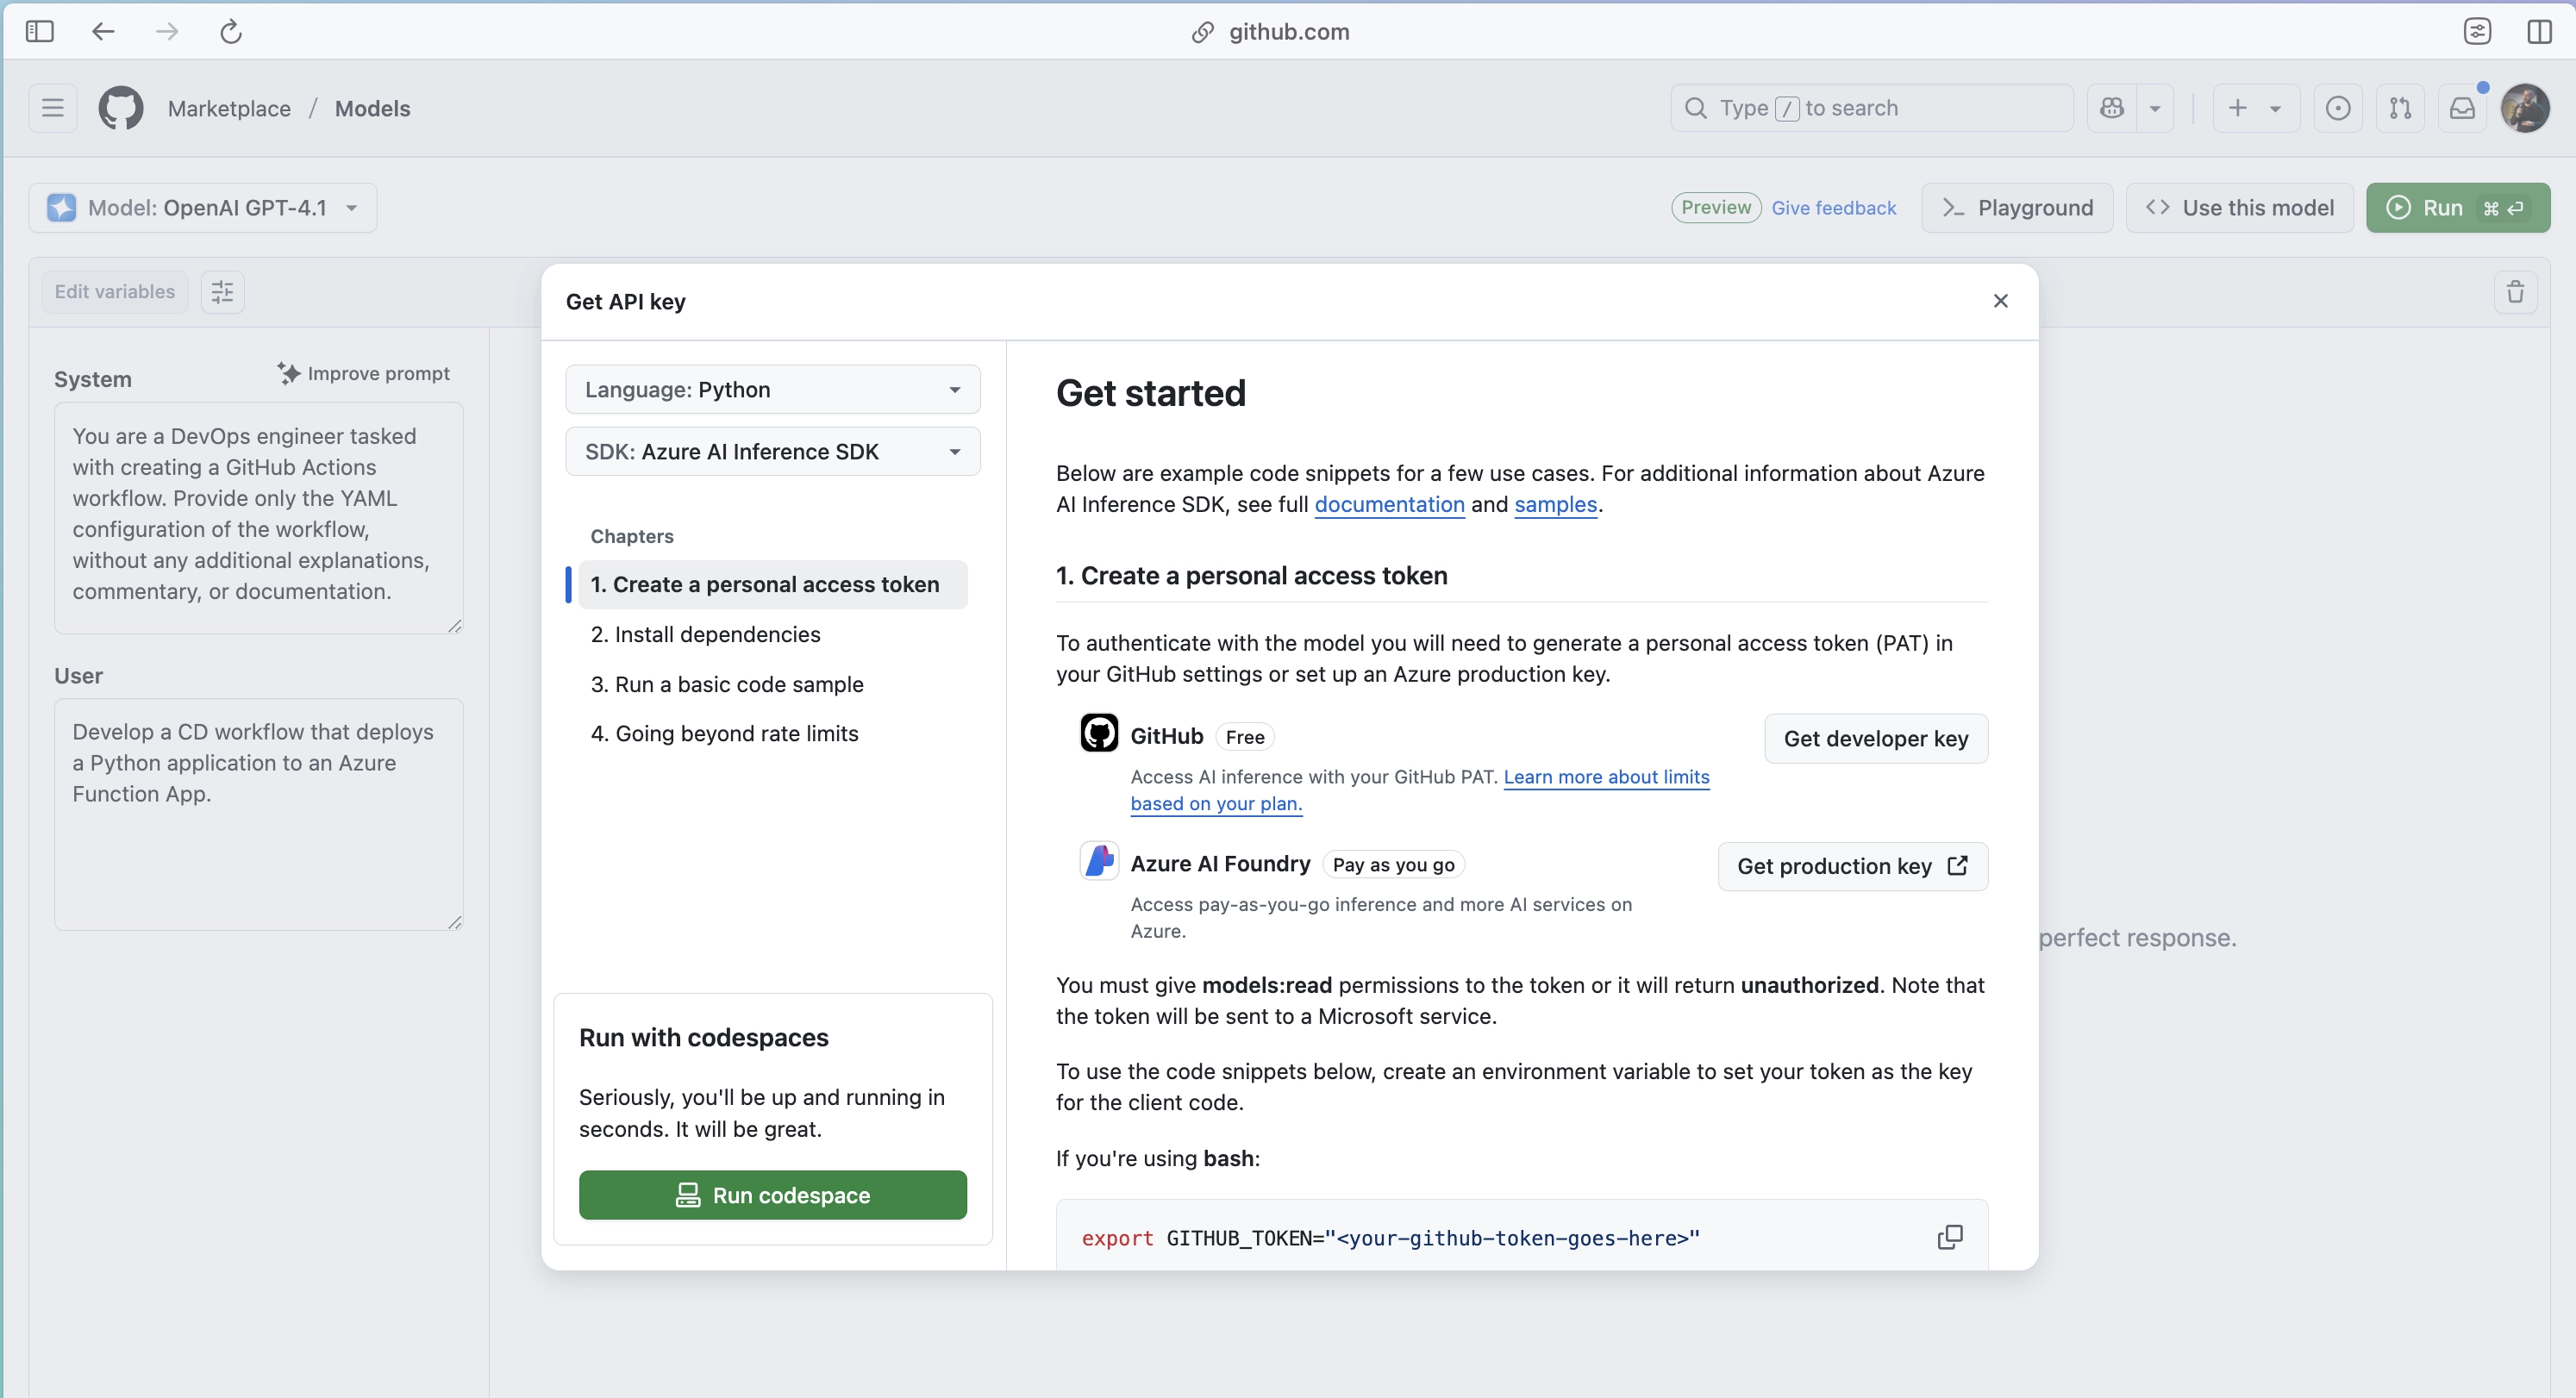 github.com
Marketplace / Models
Type / to search
Model: OpenAI GPT-4.1
Preview Give feedback
Playground
Use this model
Run ⌘ ⏎
Edit variables
System
Improve prompt
You are a DevOps engineer tasked
with creating a GitHub Actions
workflow. Provide only the YAML
configuration of the workflow,
without any additional explanations,
commentary, or documentation.
User
Develop a CD workflow that deploys
a Python application to an Azure
Function App.
Get API key
Language: Python
SDK: Azure AI Inference SDK
Chapters
1. Create a personal access token
2. Install dependencies
3. Run a basic code sample
4. Going beyond rate limits
Run with codespaces
Seriously, you'll be up and running in
seconds. It will be great.
Run codespace
Get started
Below are example code snippets for a few use cases. For additional information about Azure
AI Inference SDK, see full documentation and samples.
1. Create a personal access token
To authenticate with the model you will need to generate a personal access token (PAT) in
your GitHub settings or set up an Azure production key.
GitHub Free
Get developer key
Access AI inference with your GitHub PAT. Learn more about limits
based on your plan.
Azure AI Foundry Pay as you go
Get production key
Access pay-as-you-go inference and more AI services on
Azure.
You must give models:read permissions to the token or it will return unauthorized. Note that
the token will be sent to a Microsoft service.
To use the code snippets below, create an environment variable to set your token as the key
for the client code.
If you're using bash:
export GITHUB_TOKEN="<your-github-token-goes-here>"
perfect response.